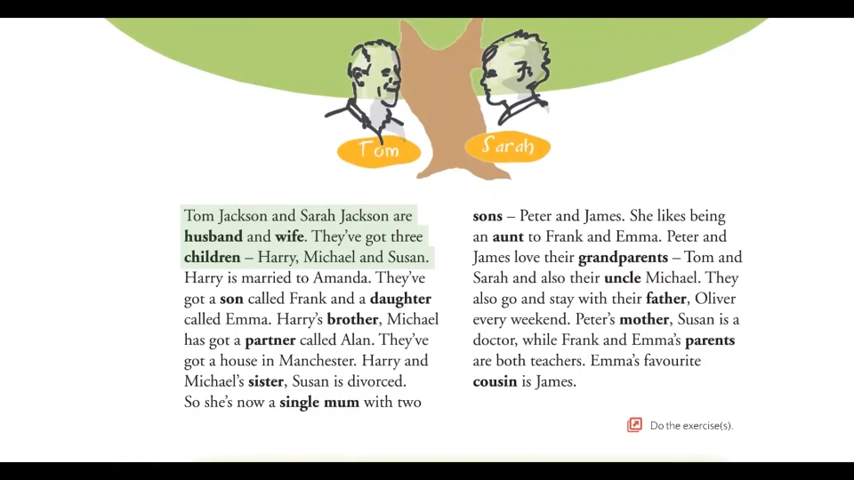 Tom
Sarah
Tom Jackson and Sarah Jackson are
husband and wife. They've got three
children – Harry, Michael and Susan.
Harry is married to Amanda. They've
got a son called Frank and a daughter
called Emma. Harry's brother, Michael
has got a partner called Alan. They've
got a house in Manchester. Harry and
Michael's sister, Susan is divorced.
So she's now a single mum with two
sons – Peter and James. She likes being
an aunt to Frank and Emma. Peter and
James love their grandparents – Tom and
Sarah and also their uncle Michael. They
also go and stay with their father, Oliver
every weekend. Peter's mother, Susan is a
doctor, while Frank and Emma's parents
are both teachers. Emma's favourite
cousin is James.
Do the exercise(s).